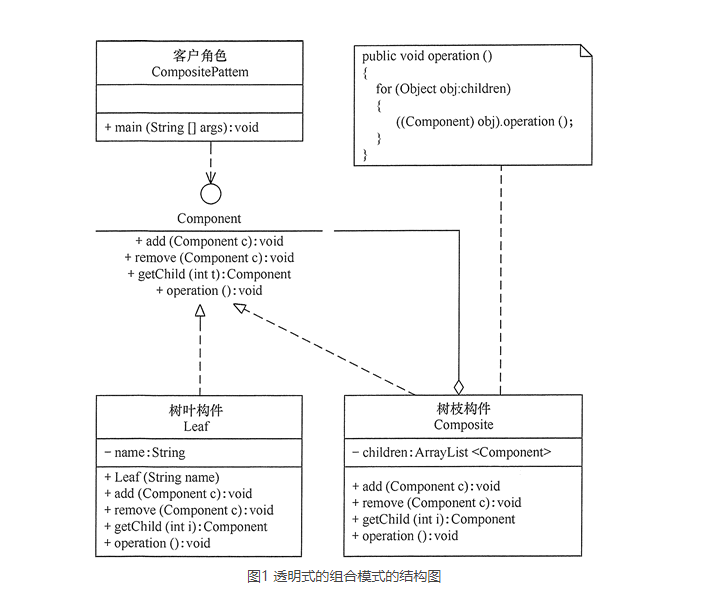 客户角色
CompositePattem
+ main (String [] args):void
public void operation ()
{
for (Object obj:children)
{
((Component) obj).operation ();
}
}
Component
+ add (Component c):void
+ remove (Component c):void
+ getChild (int t):Component
+ operation ():void
树叶构件
Leaf
− name:String
+ Leaf (String name)
+ add (Component c):void
+ remove (Component c):void
+ getChild (int i):Component
+ operation ():void
树枝构件
Composite
− children:ArrayList <Component>
+ add (Component c):void
+ remove (Component c):void
+ getChild (int i):Component
+ operation ():void
图1 透明式的组合模式的结构图